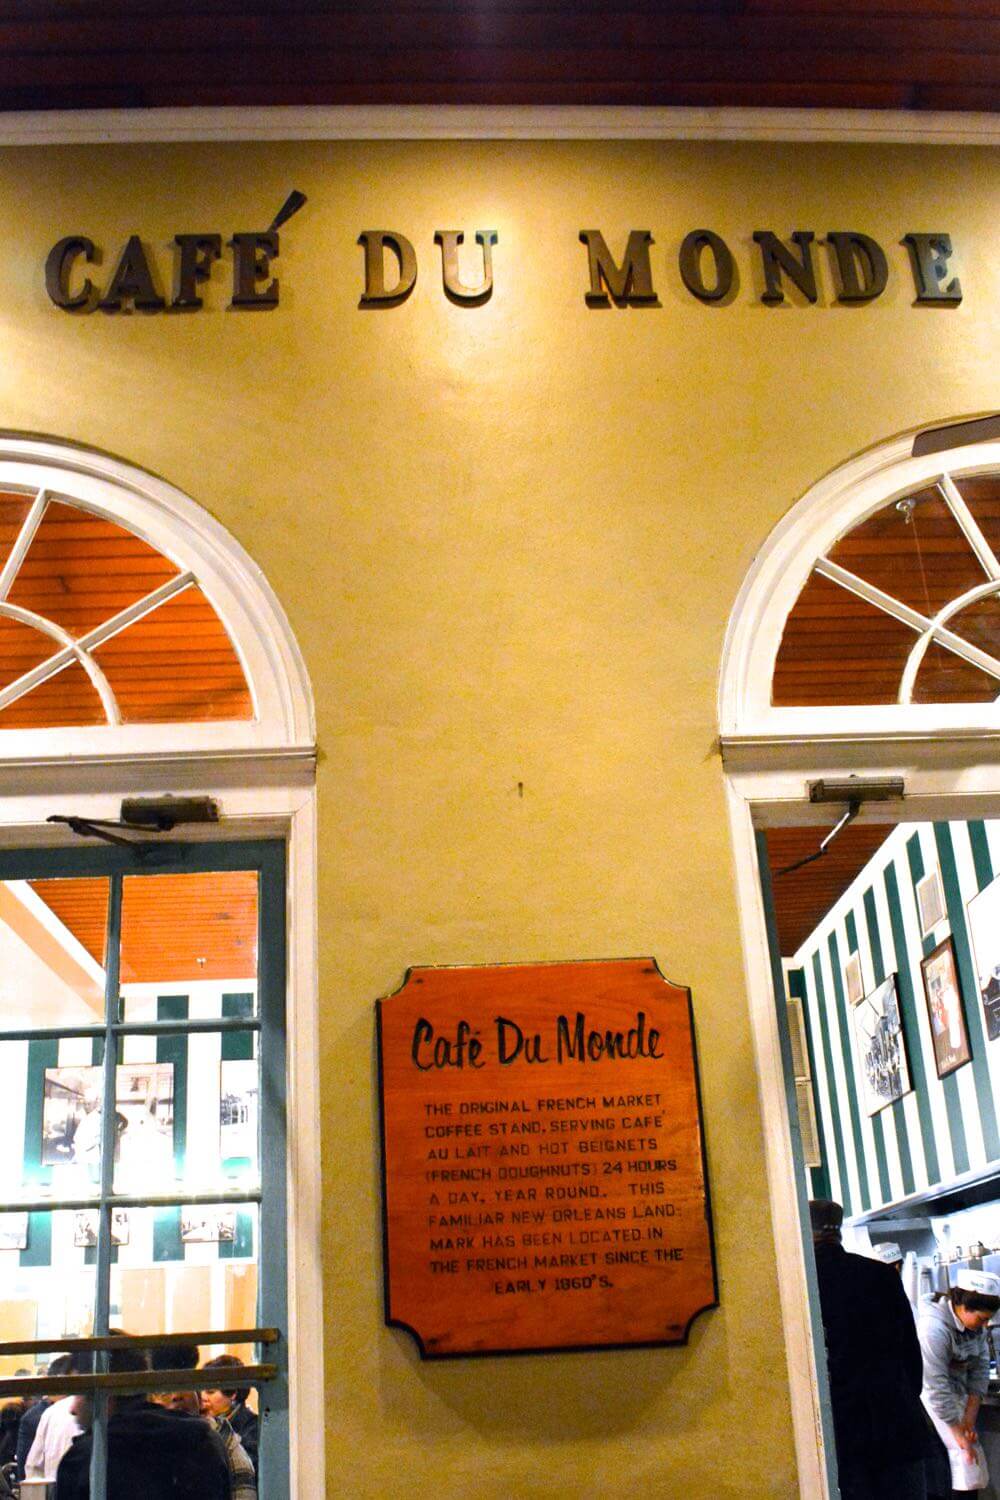 CAFÉ DU MONDE
Café Du Monde
THE ORIGINAL FRENCH MARKET
COFFEE STAND, SERVING CAFÉ
AU LAIT AND HOT BEIGNETS
(FRENCH DOUGHNUTS) 24 HOURS
A DAY, YEAR ROUND. THIS
FAMILIAR NEW ORLEANS LAND-
MARK HAS BEEN LOCATED IN
THE FRENCH MARKET SINCE THE
EARLY 1860'S.